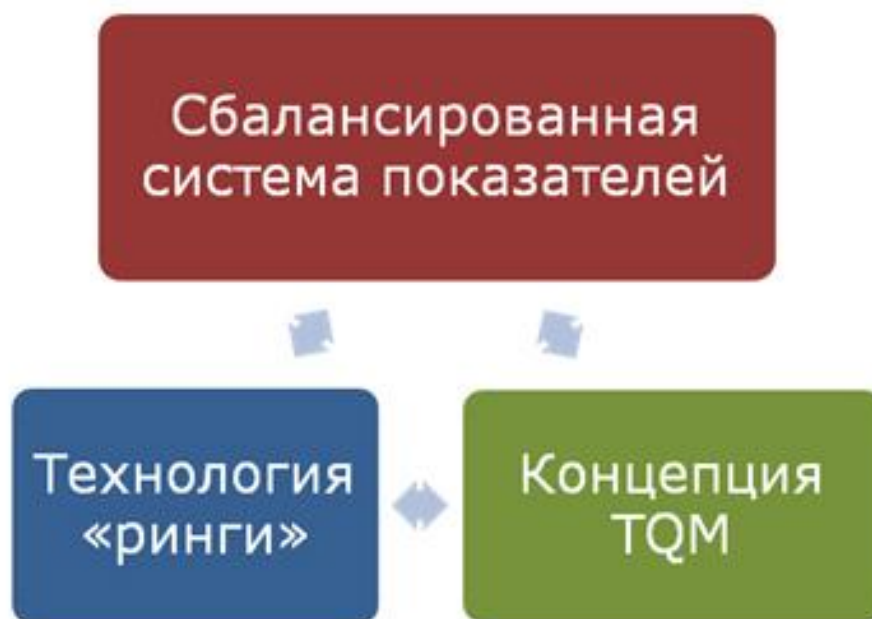 Сбалансированная
система показателей
Технология
«ринги»
Концепция
TQM